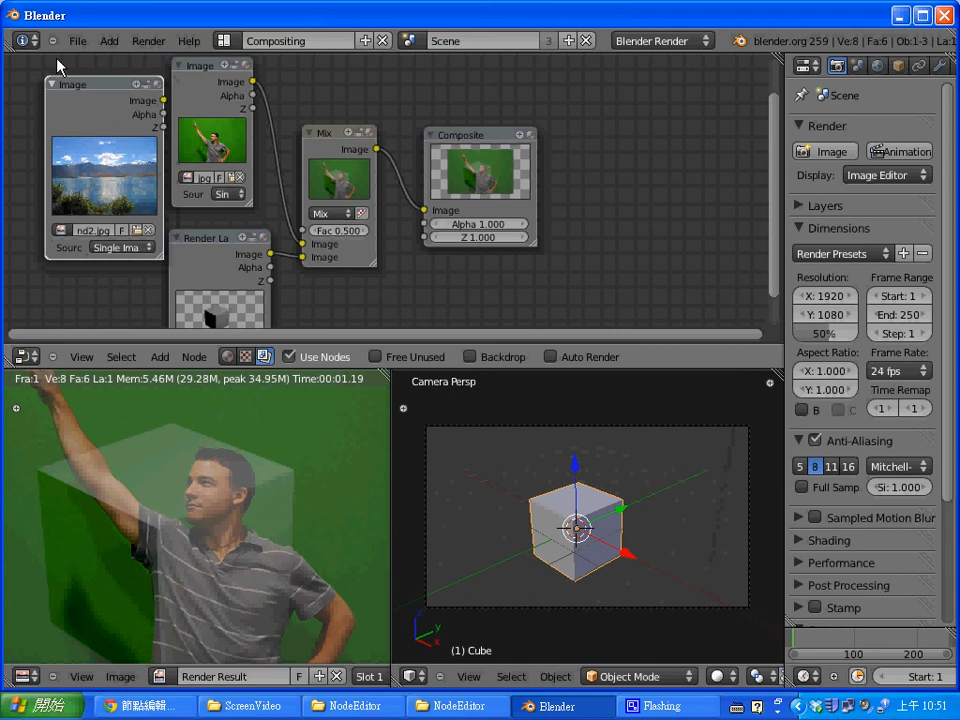 Blender
File Add Render Help Compositing Scene 3 Blender Render blender.org 259 | Ve:8 | Fa:6 | Ob:1-3 | La:1
Image
Image
Alpha
Z
nd2.jpg F
Sourc Single Ima
Image
Image
Alpha
Z
jpg F
Sour Sin
Render La
Image
Alpha
Z
Mix
Image
Mix
Fac 0.500
Image
Image
Composite
Image
Alpha 1.000
Z 1.000
View Select Add Node Use Nodes Free Unused Backdrop Auto Render
Fra:1 Ve:8 Fa:6 La:1 Mem:5.46M (29.28M, peak 34.95M) Time:00:01.19
View Image Render Result F Slot 1
Camera Persp
z
y
x
(1) Cube
View Select Object Object Mode
Scene
Render
Image Animation
Display: Image Editor
Layers
Dimensions
Render Presets
Resolution: Frame Range
X: 1920 Start: 1
Y: 1080 End: 250
50% Step: 1
Aspect Ratio: Frame Rate:
X: 1.000 24 fps
Y: 1.000 Time Remap
B C 1 1
Anti-Aliasing
5 8 11 16 Mitchell-
Full Samp Si: 1.000
Sampled Motion Blur
Shading
Performance
Post Processing
Stamp
100 200
Start: 1
開始 節點編輯... ScreenVideo NodeEditor NodeEditor Blender Flashing 上午 10:51